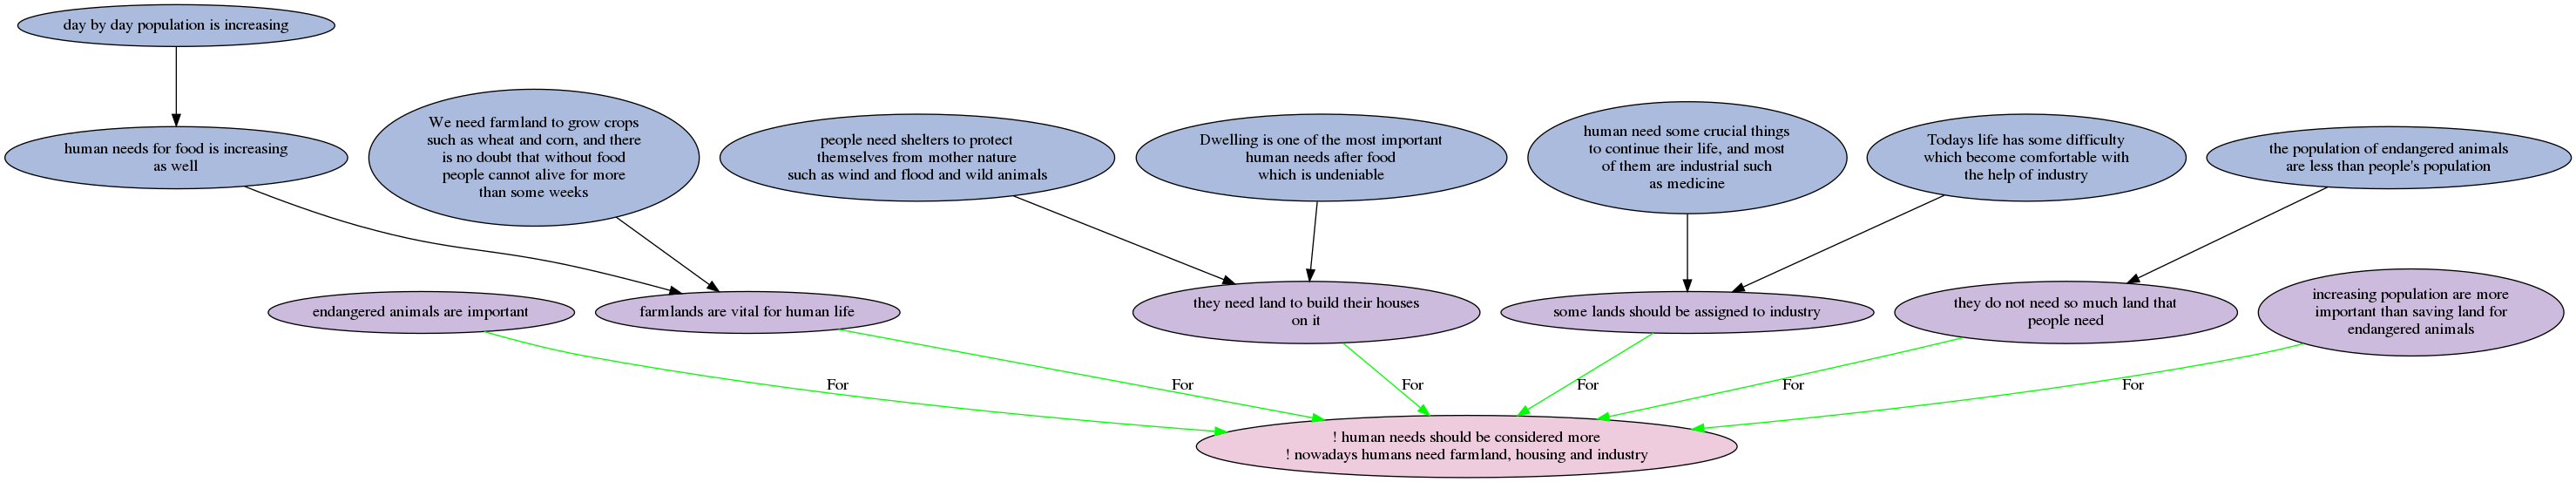 day by day population is increasing
human needs for food is increasing
as well
We need farmland to grow crops
such as wheat and corn, and there
is no doubt that without food
people cannot alive for more
than some weeks
people need shelters to protect
themselves from mother nature
such as wind and flood and wild animals
Dwelling is one of the most important
human needs after food
which is undeniable
human need some crucial things
to continue their life, and most
of them are industrial such
as medicine
Todays life has some difficulty
which become comfortable with
the help of industry
the population of endangered animals
are less than people's population
endangered animals are important
farmlands are vital for human life
they need land to build their houses
on it
some lands should be assigned to industry
they do not need so much land that
people need
increasing population are more
important than saving land for
endangered animals
For
For
For
For
For
For
! human needs should be considered more
! nowadays humans need farmland, housing and industry